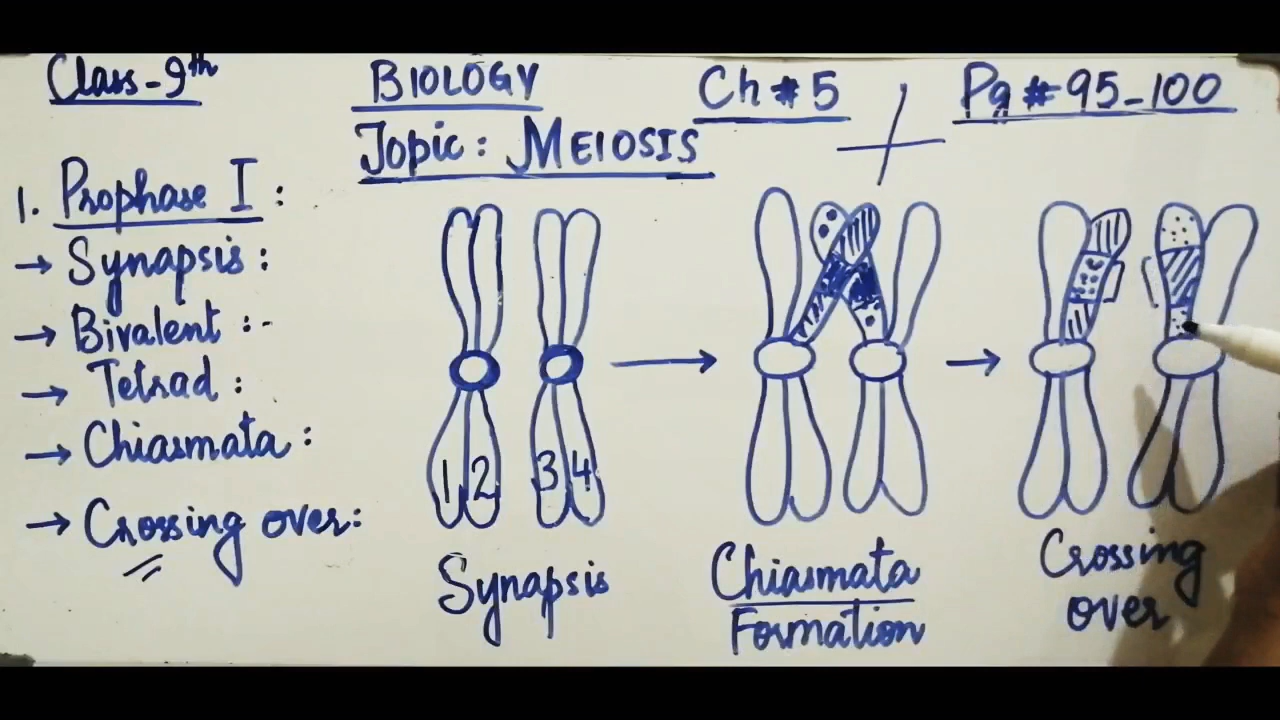 Class-9th
BIOLOGY
Ch # 5
Pg # 95-100
Topic: MEIOSIS
1. Prophase I :
→ Synapsis :
→ Bivalent :-
→ Tetrad :
→ Chiasmata :
→ Crossing over:
1 2 3 4
Synapsis
Chiasmata
Formation
Crossing
over